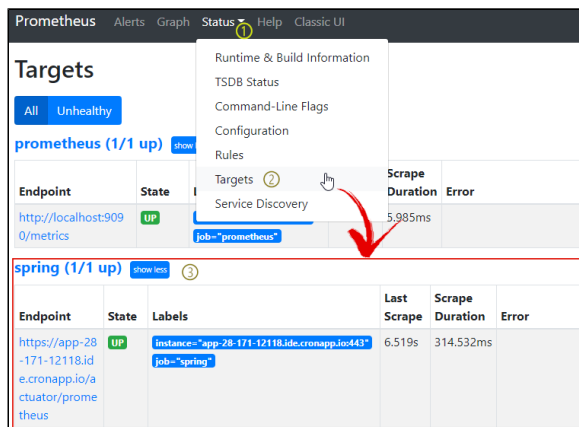 Prometheus Alerts Graph Status Help Classic UI
1
Runtime & Build Information
TSDB Status
Command-Line Flags
Configuration
Rules
Targets 2
Service Discovery
Targets
All Unhealthy
prometheus (1/1 up) show
Scrape
Endpoint State Duration Error
http://localhost:909 UP 5.985ms
0/metrics job="prometheus"
spring (1/1 up) show less 3
Last Scrape
Endpoint State Labels Scrape Duration Error
https://app-28 UP instance="app-28-171-12118.ide.cronapp.io:443" 6.519s 314.532ms
-171-12118.id job="spring"
e.cronapp.io/a
ctuator/prome
theus